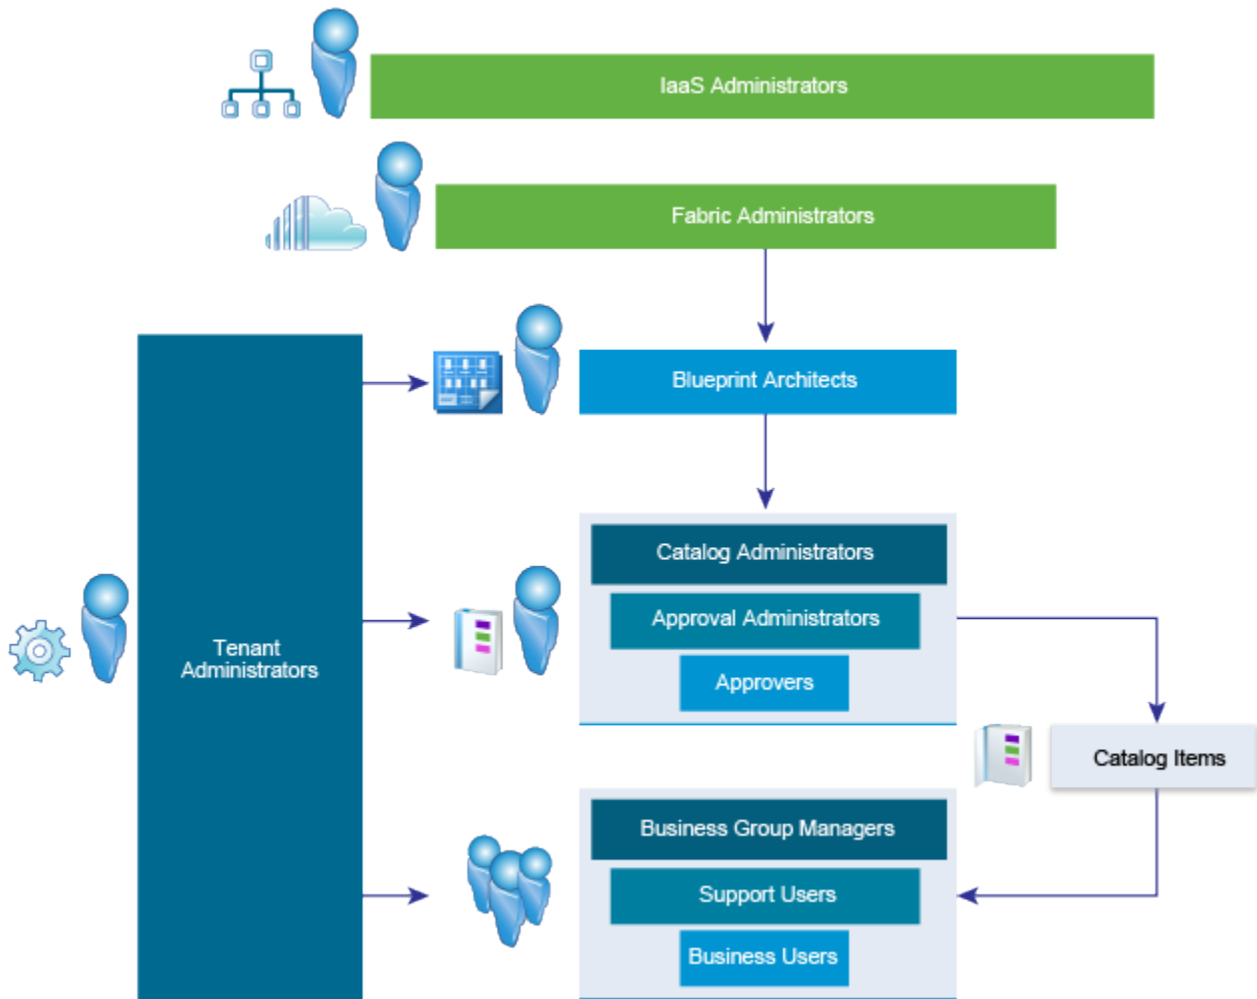 IaaS Administrators
Fabric Administrators
Blueprint Architects
Catalog Administrators
Approval Administrators
Approvers
Tenant
Administrators
Catalog Items
Business Group Managers
Support Users
Business Users